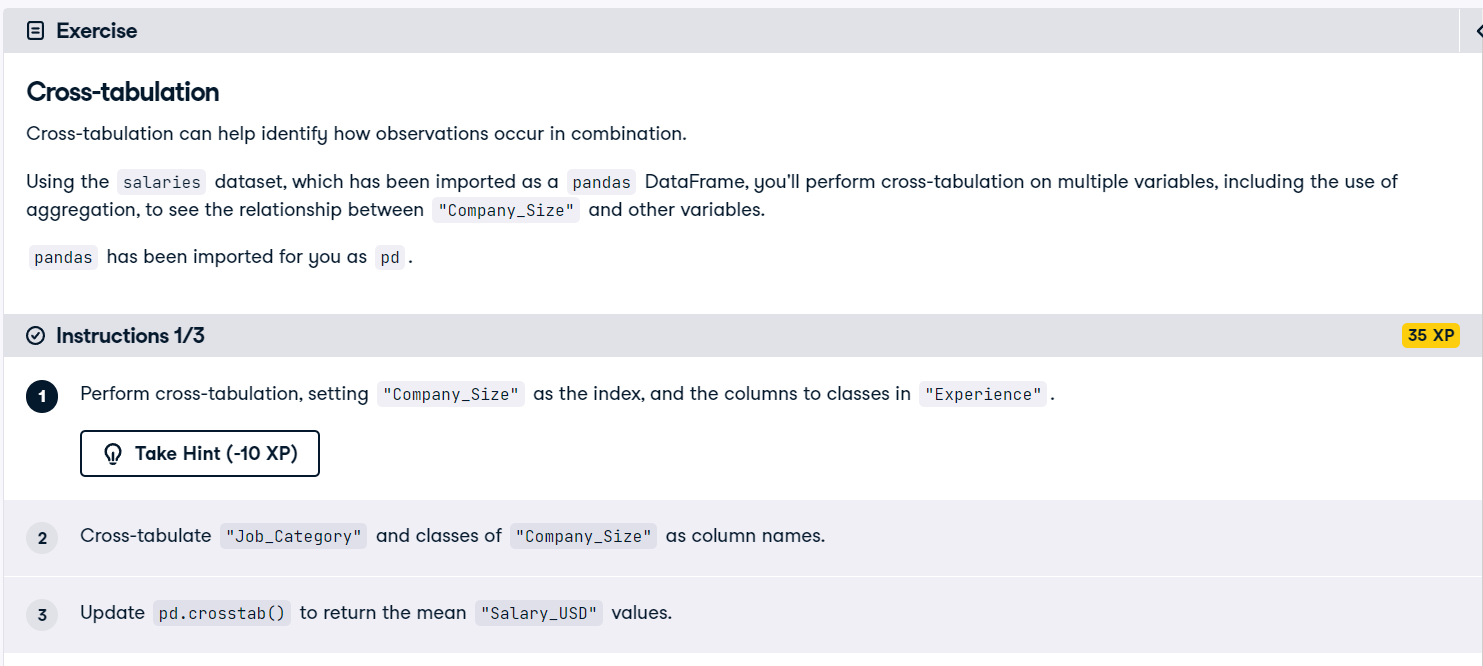 Exercise
Cross-tabulation
Cross-tabulation can help identify how observations occur in combination.
Using the salaries dataset, which has been imported as a pandas DataFrame, you'll perform cross-tabulation on multiple variables, including the use of
aggregation, to see the relationship between "Company_Size" and other variables.
pandas has been imported for you as pd .
Instructions 1/3
35 XP
1 Perform cross-tabulation, setting "Company_Size" as the index, and the columns to classes in "Experience" .
Take Hint (-10 XP)
2 Cross-tabulate "Job_Category" and classes of "Company_Size" as column names.
3 Update pd.crosstab() to return the mean "Salary_USD" values.